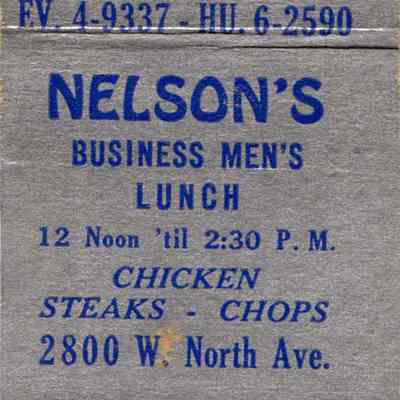 EV. 4-9337 - HU. 6-2590
NELSON'S
BUSINESS MEN'S
LUNCH
12 Noon 'til 2:30 P. M.
CHICKEN
STEAKS - CHOPS
2800 W. North Ave.